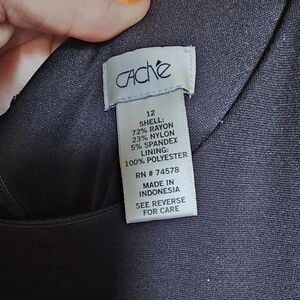 CACHÉ
12
SHELL:
72% RAYON
23% NYLON
5% SPANDEX
LINING:
100% POLYESTER
RN # 74578
MADE IN
INDONESIA
SEE REVERSE
FOR CARE